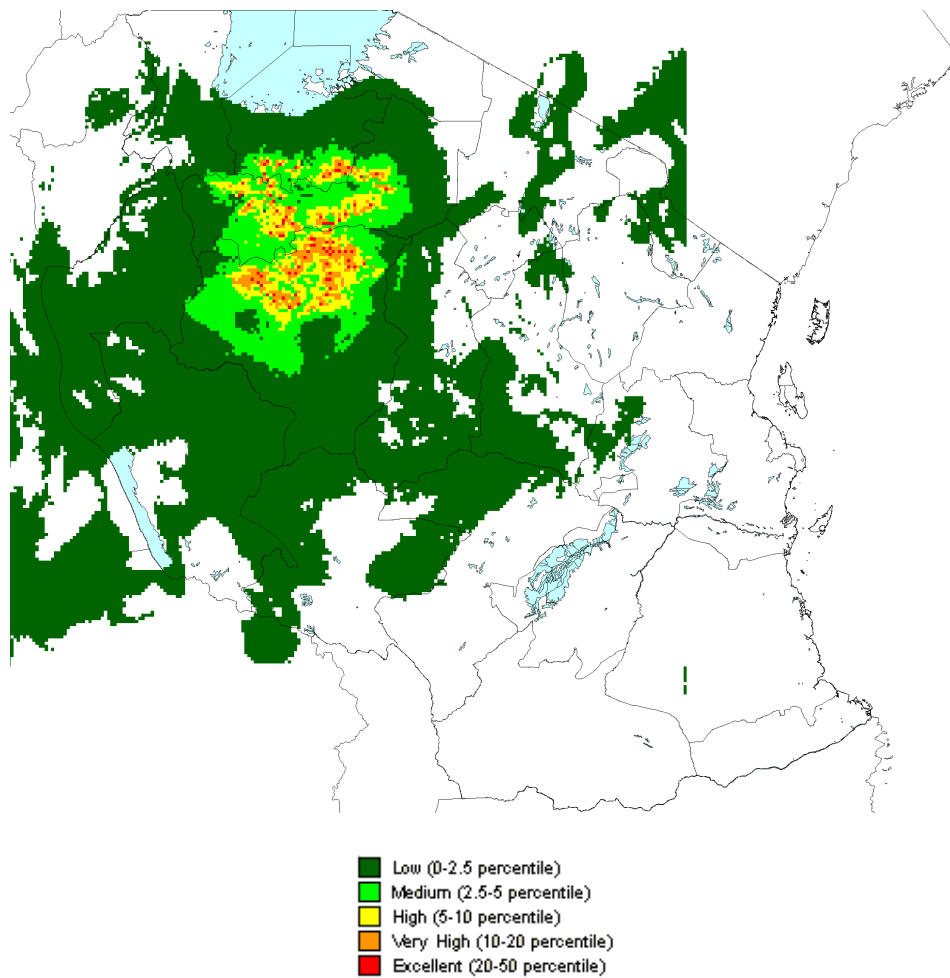 Low (0-2.5 percentile)
Medium (2.5-5 percentile)
High (5-10 percentile)
Very High (10-20 percentile)
Excellent (20-50 percentile)